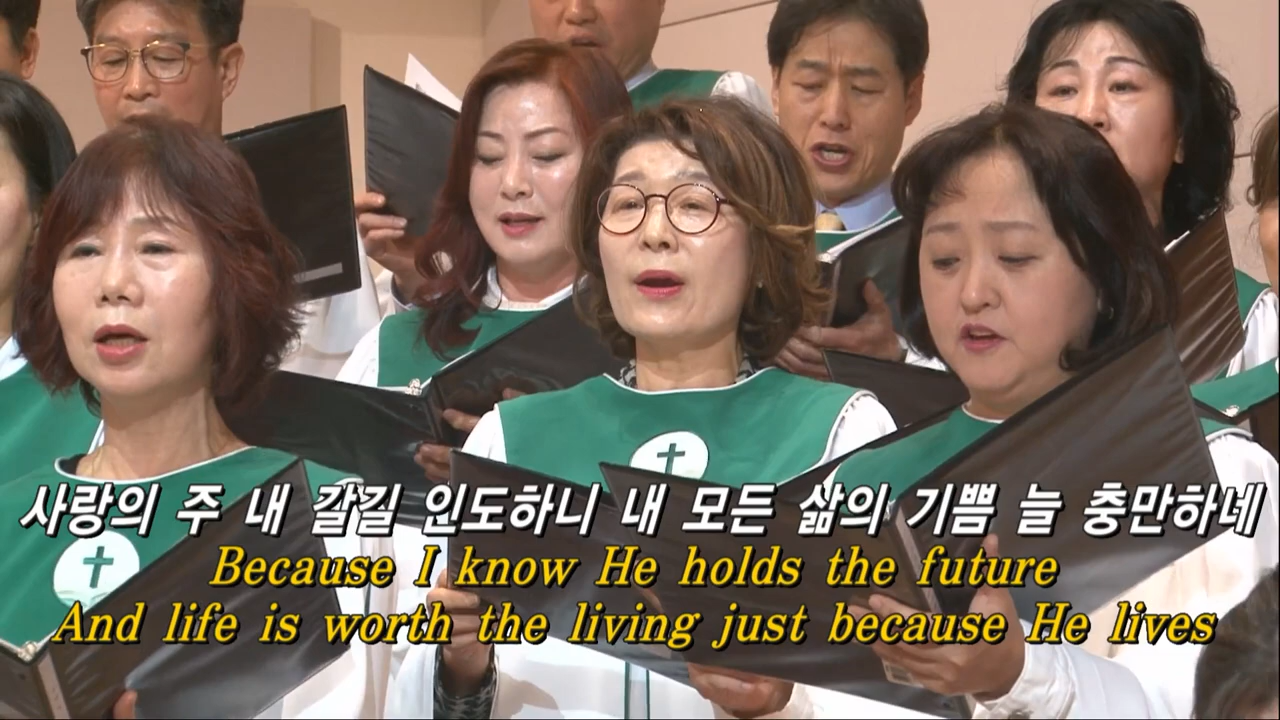 사랑의 주 내 갈길 인도하니 내 모든 삶의 기쁨 늘 충만하네
Because I know He holds the future
And life is worth the living just because He lives